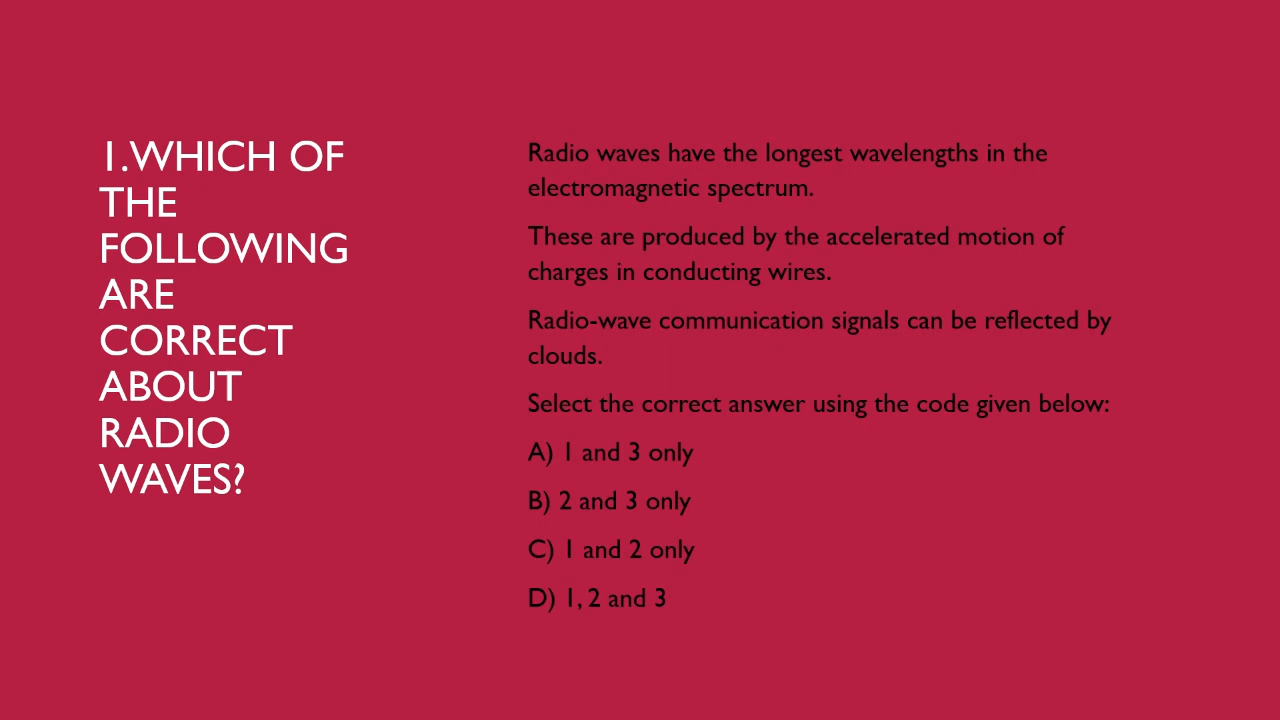 1.WHICH OF
THE
FOLLOWING
ARE
CORRECT
ABOUT
RADIO
WAVES?
Radio waves have the longest wavelengths in the
electromagnetic spectrum.
These are produced by the accelerated motion of
charges in conducting wires.
Radio-wave communication signals can be reflected by
clouds.
Select the correct answer using the code given below:
A) 1 and 3 only
B) 2 and 3 only
C) 1 and 2 only
D) 1, 2 and 3